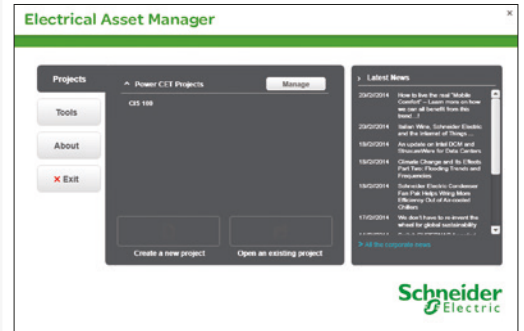 Electrical Asset Manager
×
Projects
Tools
About
× Exit
Power CET Projects
Manage
CIS 100
Create a new project
Open an existing project
Latest News
20/02/2014
How to live the real "Mobile
Comfort" – Learn more on how
we can all benefit from this
trend ..!
20/02/2014
Italian Wine, Schneider Electric
and the Internet of Things ...
19/02/2014
An update on Intel DCM and
StruxureWare for Data Centers
19/02/2014
Climate Change and Its Effects
Part Two: Flooding Trends and
Frequencies
18/02/2014
Schneider Electric Condenser
Fan Pak Helps Wring More
Efficiency Out of Air-cooled
Chillers
17/02/2014
We don't have to re-invent the
wheel for global sustainability
> All the corporate news
Schneider
Electric